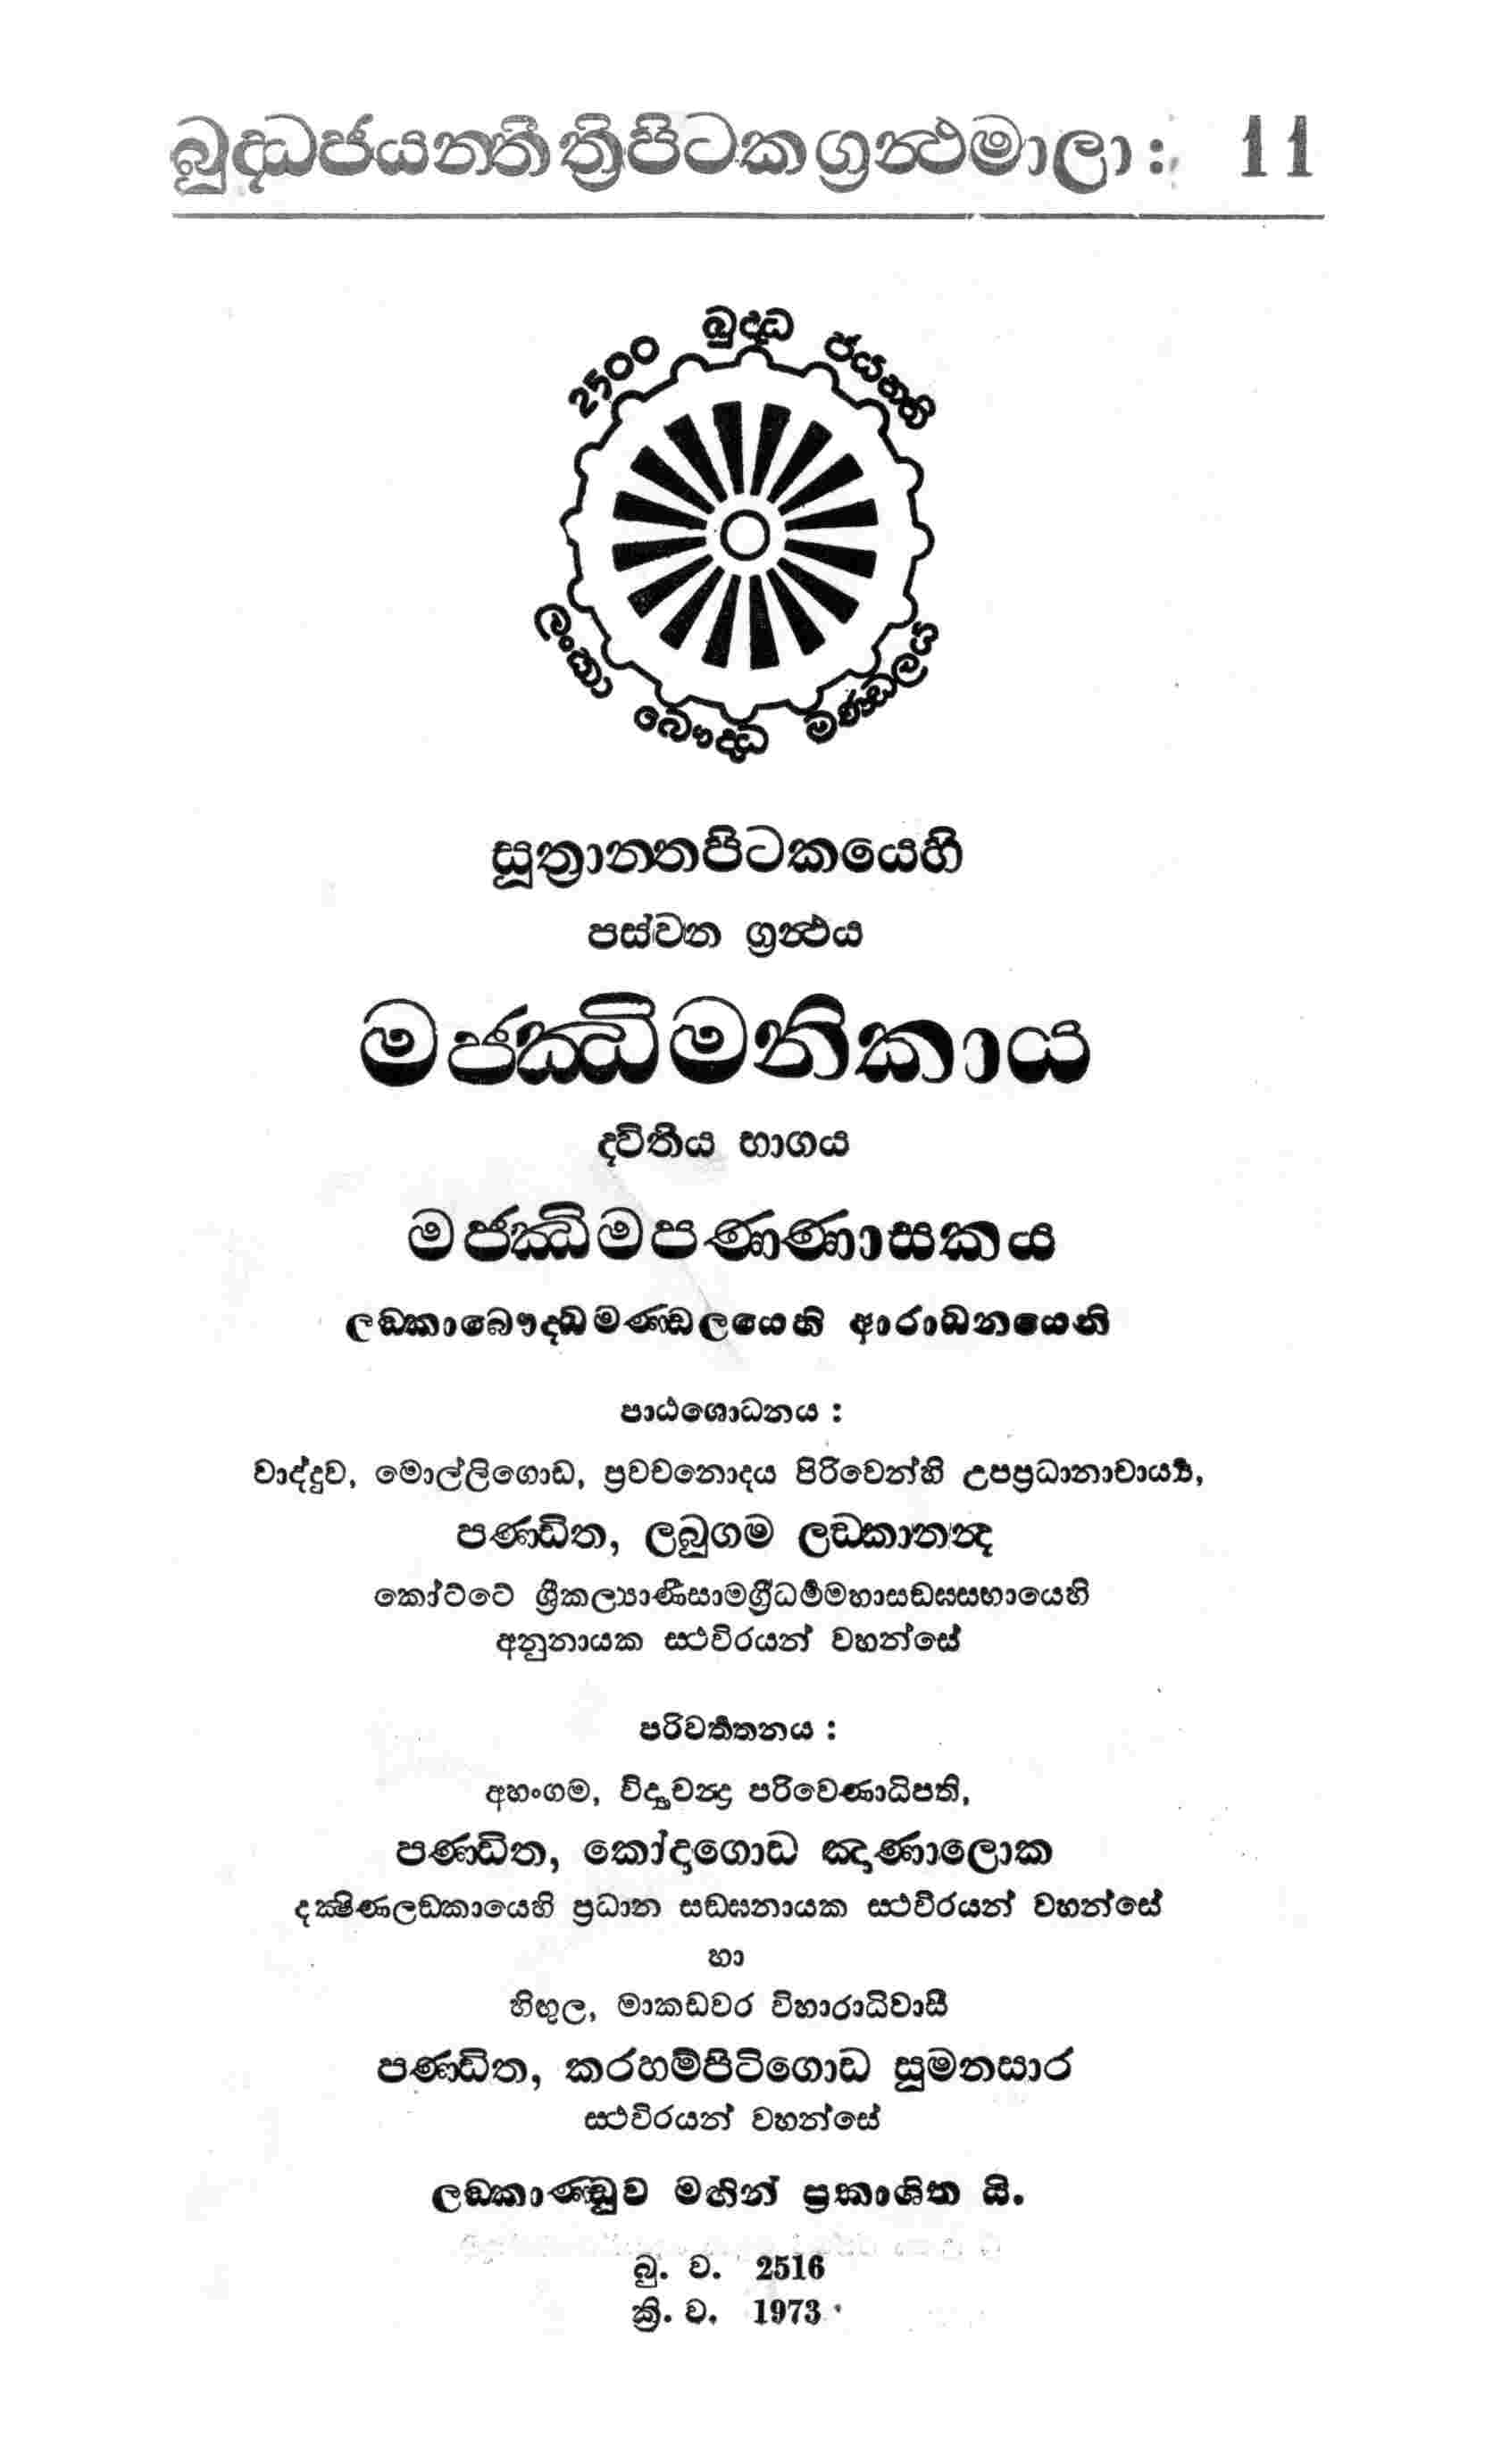 බුද්ධජයන්තී ත්‍රිපිටක ග්‍රන්ථමාලා : 11
2500 බුද්ධ ජයන්ති
ලංකා බෞද්ධ මණ්ඩලය
සූත්‍රාන්තපිටකයෙහි
පස්වන ග්‍රන්ථය
මජ්ඣිමනිකාය
ද්විතීය භාගය
මජ්ඣිමපණ්ණාසකය
ලඞ්කාබෞද්ධමණ්ඩලයෙහි ආරාධනයෙනි
පාඨශොධනය :
වාද්දුව, මොල්ලිගොඩ, ප්‍රවචනොදය පිරිවෙන්හි උපප්‍රධානාචාර්‍ය්‍ය,
පණ්ඩිත, ලබුගම ලඞ්කානන්ද
කෝට්ටේ ශ්‍රීකල්‍යාණිසාමග්‍රීධර්‍මමහාසඞ්ඝසභායෙහි
අනුනායක ස්ථවිරයන් වහන්සේ
පරිවර්‍තනය :
අහංගම, විද්‍යාචන්ද්‍ර පරිවෙණාධිපති,
පණ්ඩිත, කෝදගොඩ ඤාණාලොක
දක්‍ෂිණලඞ්කායෙහි ප්‍රධාන සඞ්ඝනායක ස්ථවිරයන් වහන්සේ
හා
හිඟුල, මාකඩවර විහාරාධිවාසී
පණ්ඩිත, කරහම්පිටිගොඩ සුමනසාර
ස්ථවිරයන් වහන්සේ
ලඞ්කාණ්ඩුව මඟින් ප්‍රකාශිත යි.
බු. ව. 2516
ක්‍රි. ව. 1973